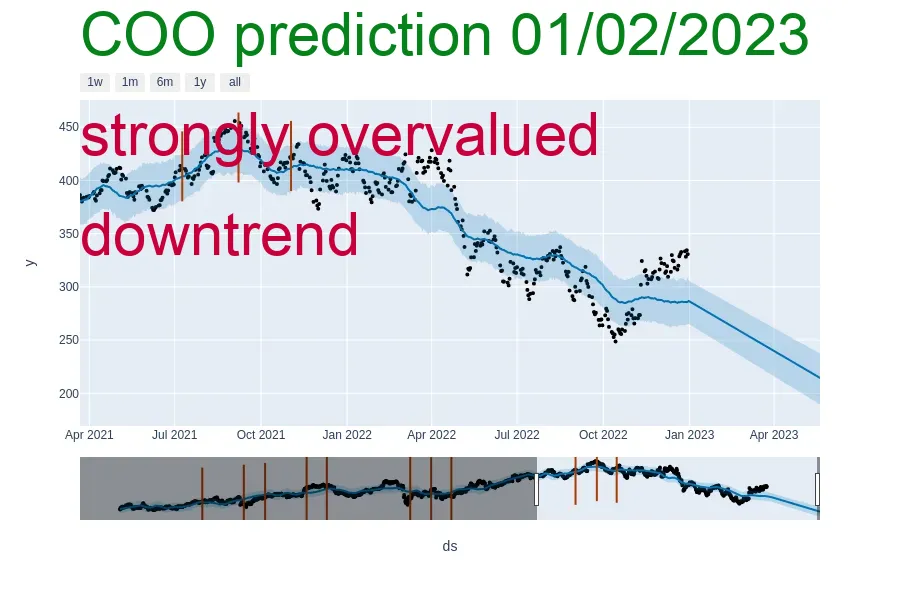 COO prediction 01/02/2023
1w 1m 6m 1y all
strongly overvalued
downtrend
450
400
350
300
250
200
y
Apr 2021 Jul 2021 Oct 2021 Jan 2022 Apr 2022 Jul 2022 Oct 2022 Jan 2023 Apr 2023
ds